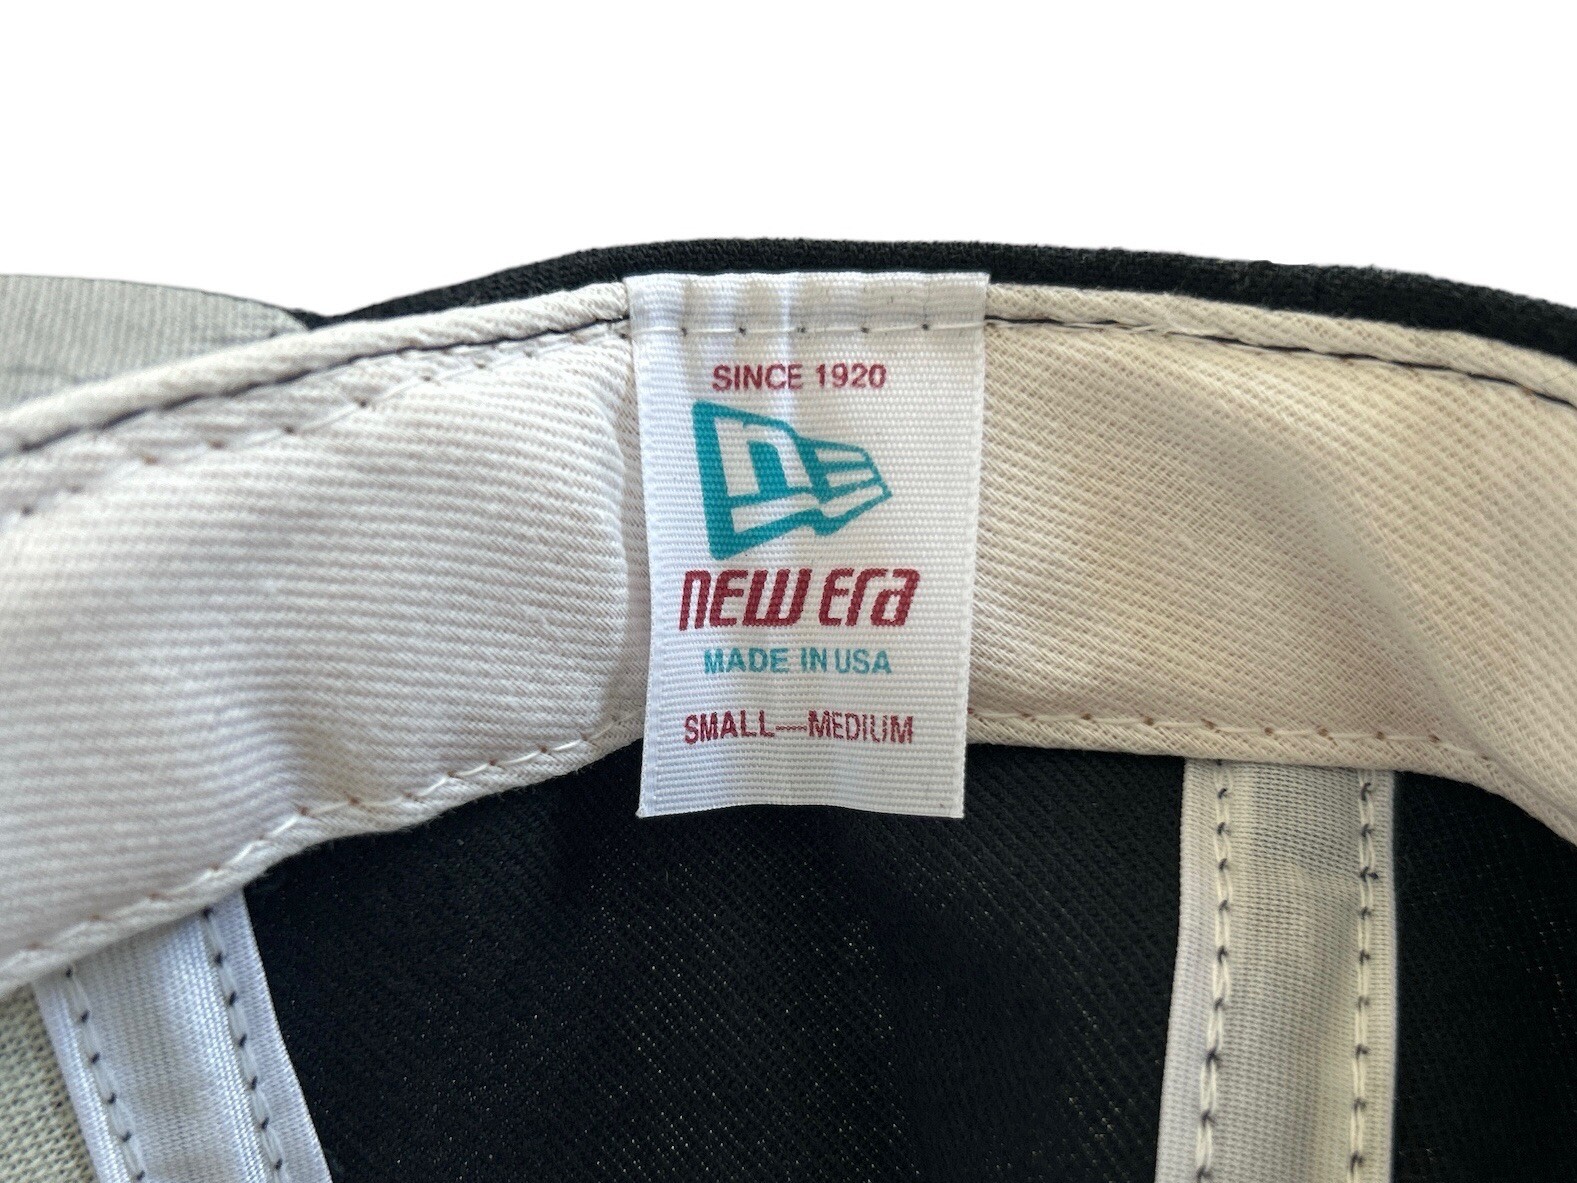 SINCE 1920
NEW Era
MADE IN USA
SMALL—MEDIUM